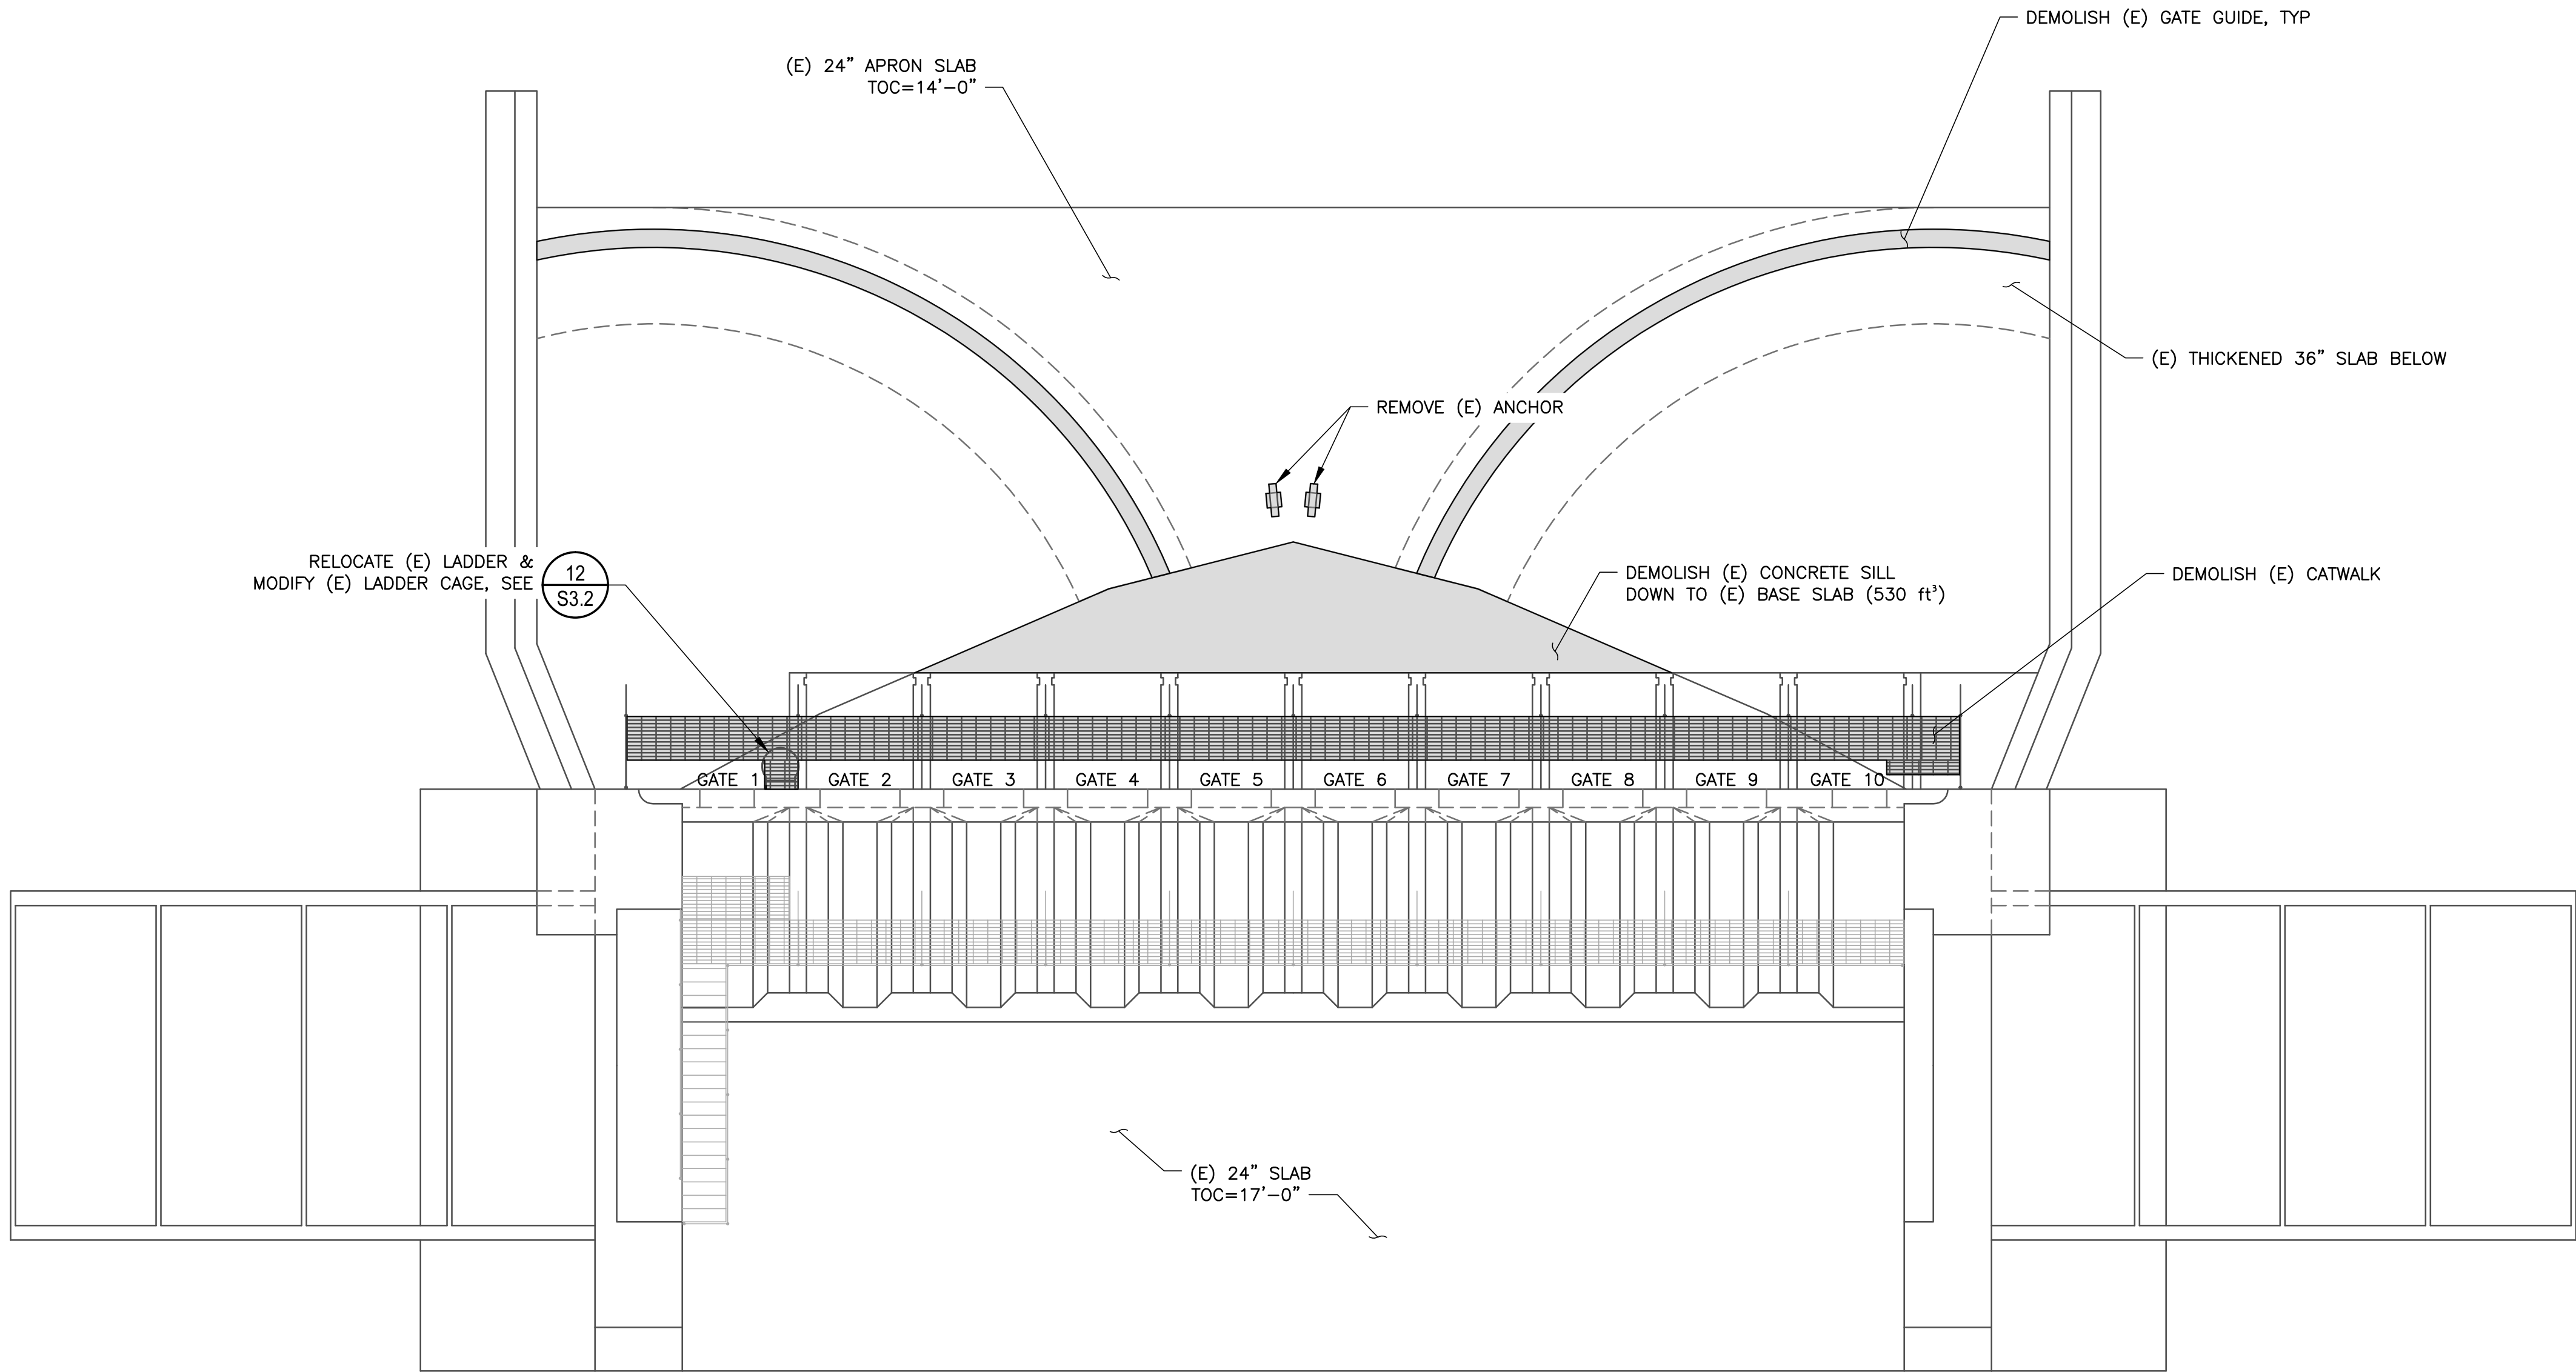 DEMOLISH (E) GATE GUIDE, TYP
(E) 24" APRON SLAB
TOC=14'-0"
(E) THICKENED 36" SLAB BELOW
REMOVE (E) ANCHOR
RELOCATE (E) LADDER &
MODIFY (E) LADDER CAGE, SEE
12
S3.2
DEMOLISH (E) CONCRETE SILL
DOWN TO (E) BASE SLAB (530 ft³)
DEMOLISH (E) CATWALK
GATE 1
GATE 2
GATE 3
GATE 4
GATE 5
GATE 6
GATE 7
GATE 8
GATE 9
GATE 10
(E) 24" SLAB
TOC=17'-0"